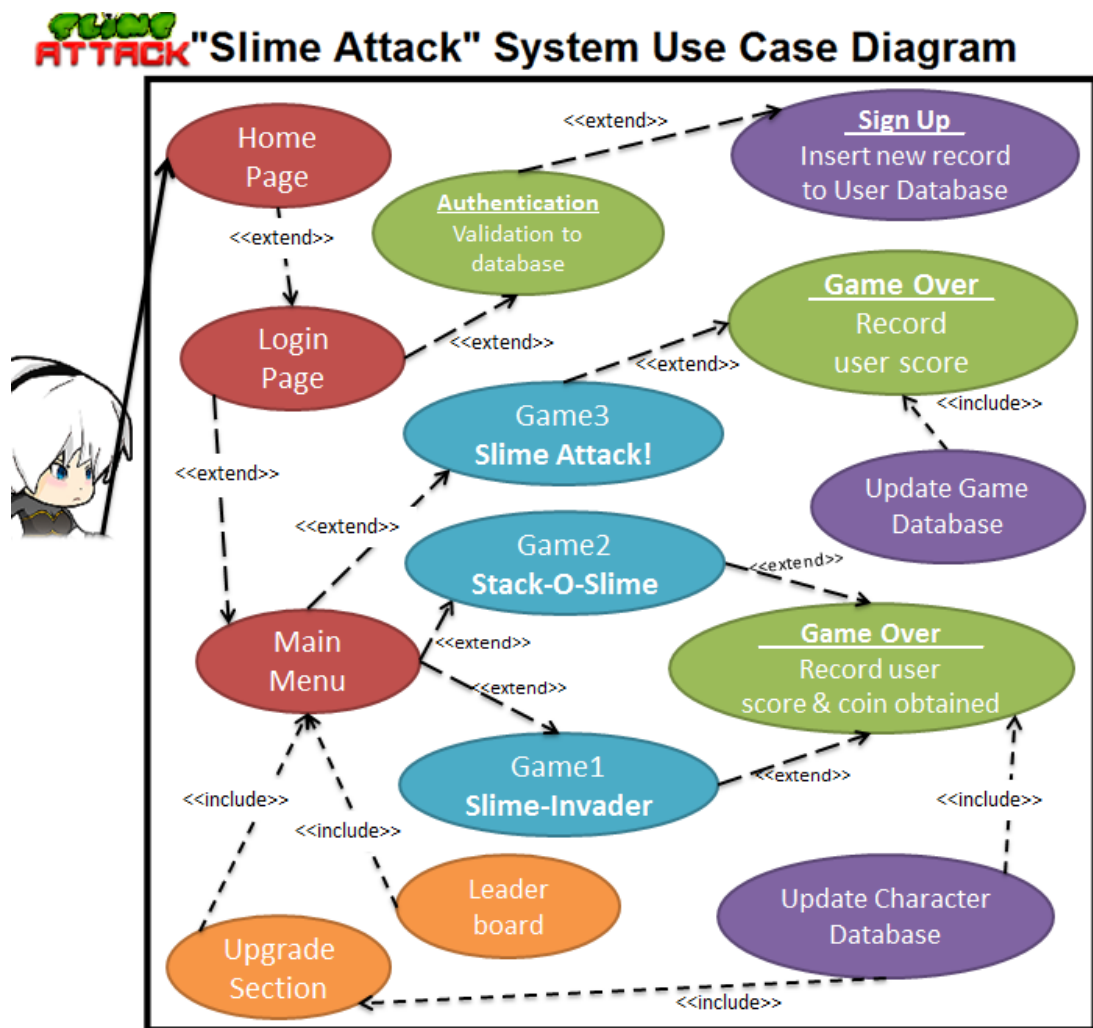 SLIME
ATTACK
"Slime Attack" System Use Case Diagram
Home
Page
<<extend>>
Sign Up
Insert new record
to User Database
Authentication
Validation to
database
<<extend>>
Login
Page
<<extend>>
Game Over
Record
user score
<<extend>>
<<include>>
Game3
Slime Attack!
<<extend>>
Update Game
Database
<<extend>>
Game2
Stack-O-Slime
<<extend>>
Main
Menu
<<extend>>
Game Over
Record user
score & coin obtained
<<extend>>
Game1
Slime-Invader
<<extend>>
<<include>>
<<include>>
<<include>>
Leader
board
Update Character
Database
Upgrade
Section
<<include>>